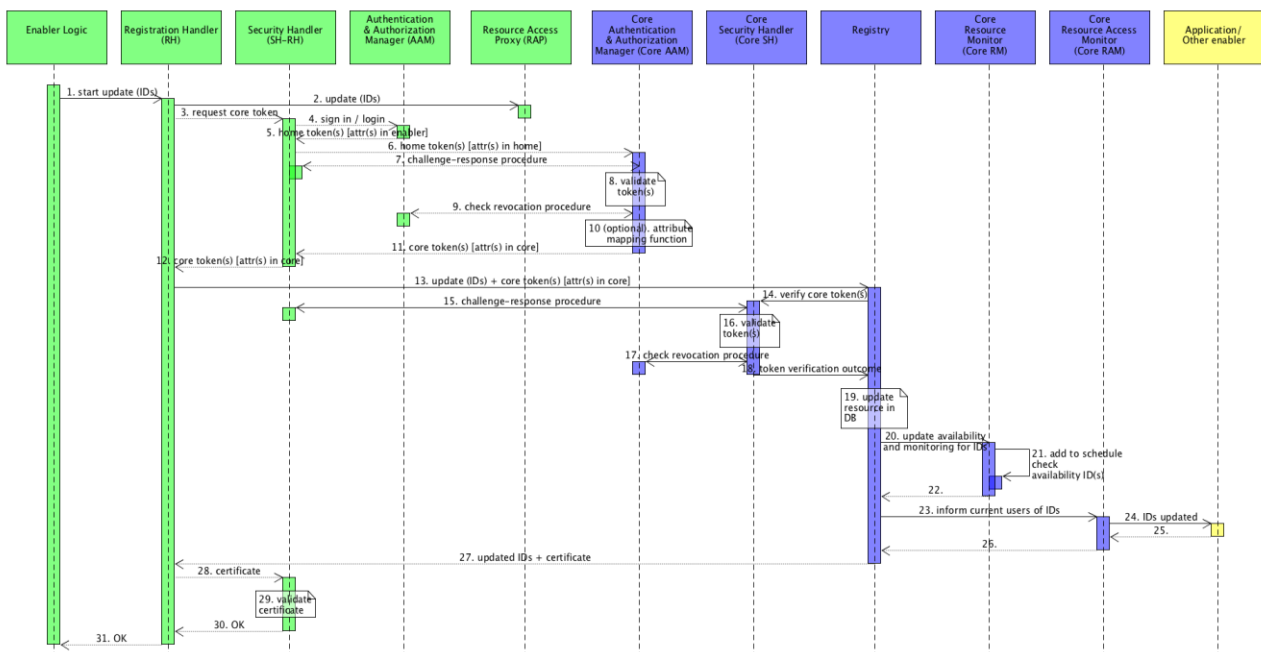 Enabler Logic
Registration Handler
(RH)
Security Handler
(SH-RH)
Authentication
& Authorization
Manager (AAM)
Resource Access
Proxy (RAP)
Core
Authentication
& Authorization
Manager (Core AAM)
Core
Security Handler
(Core SH)
Registry
Core
Resource
Monitor
(Core RM)
Core
Resource Access
Monitor
(Core RAM)
Application/
Other enabler
1. start update (IDs)
2. update (IDs)
3. request core token
4. sign in / login
5. home token(s) [attr(s) in enabler]
6. home token(s) [attr(s) in home]
7. challenge-response procedure
8. validate
token(s)
9. check revocation procedure
10 (optional). attribute
mapping function
11. core token(s) [attr(s) in core]
12. core token(s) [attr(s) in core]
13. update (IDs) + core token(s) [attr(s) in core]
14. verify core token(s)
15. challenge-response procedure
16. validate
token(s)
17. check revocation procedure
18. token verification outcome
19. update
resource in
DB
20. update availability
and monitoring for IDs
21. add to schedule
check
availability ID(s)
22.
23. inform current users of IDs
24. IDs updated
25.
26.
27. updated IDs + certificate
28. certificate
29. validate
certificate
30. OK
31. OK